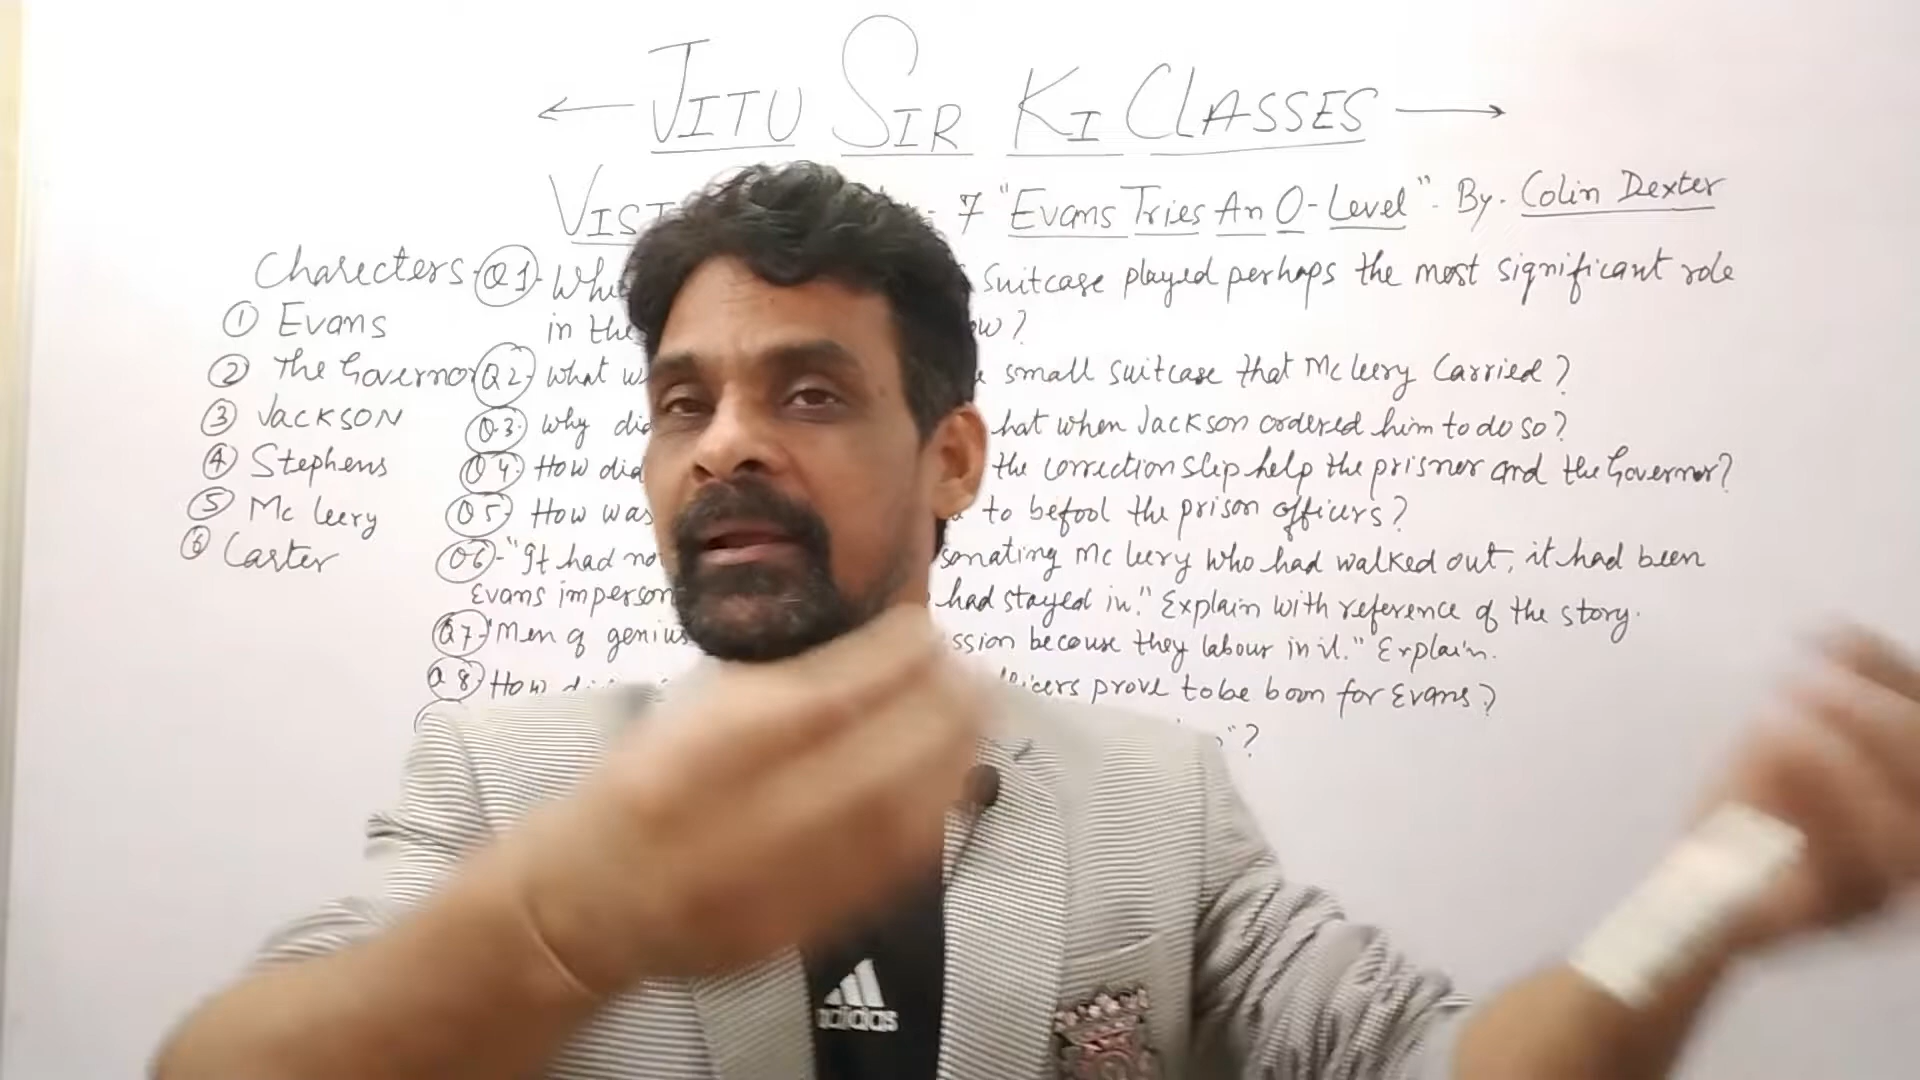 JITU SIR KI CLASSES
7 "Evans Tries An O-Level". By. Colin Dexter
Charecters
① Evans
② The Governor
③ JACKSON
④ Stephens
⑤ Mc leery
⑥ Carter
Q1 suitcase played perhaps the most significant role
in the
Q2 What small suitcase that Mc leery Carried?
Q.3. Why did hat when Jackson ordered him to do so?
Q4. How did the correction slip help the prisner and the Governor?
Q5. How was to befool the prison officers?
Q6-"It had no sonating Mc leery who had walked out, it had been
Evans imperson had stayed in." Explain with reference of the story.
Q7-"Men of genius ssion because they labour in it." Explain.
Q8. How icers prove to be boon for Evans?
?
adidas